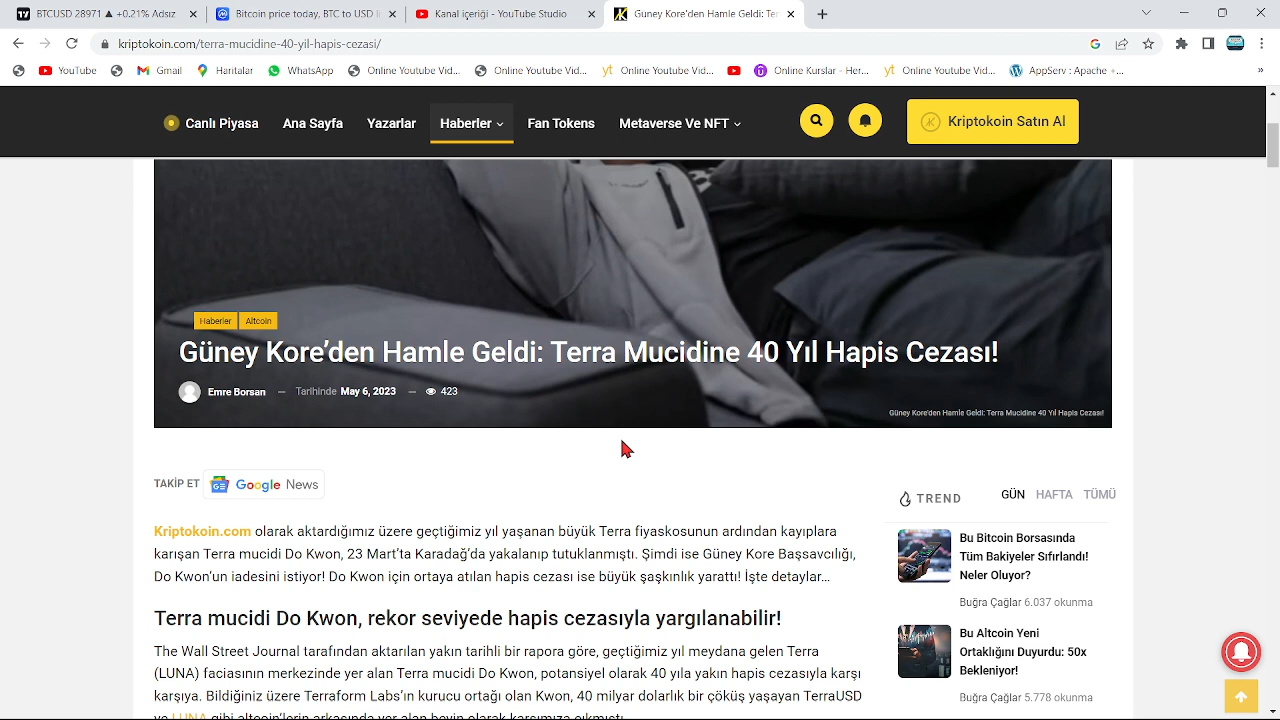 BTCUSD 28971 ▲ +0.21% Adsız
Bitcoin price today, BTC to USD li
Kanal içeriği - YouTube Studio
Güney Kore'den Hamle Geldi: Ter
kriptokoin.com/terra-mucidine-40-yil-hapis-cezasi/
YouTube
Gmail
Haritalar
WhatsApp
Online Youtube Vid...
Online Youtube Vid...
Online Youtube Vid...
Online Kurslar - Her...
Online Youtube Vid...
AppServ : Apache +...
»
Canlı Piyasa
Ana Sayfa
Yazarlar
Haberler
Fan Tokens
Metaverse Ve NFT
Kriptokoin Satın Al
Haberler
Altcoin
Güney Kore’den Hamle Geldi: Terra Mucidine 40 Yıl Hapis Cezası!
Emre Borsan — Tarihinde May 6, 2023 — 423
Güney Kore'den Hamle Geldi: Terra Mucidine 40 Yıl Hapis Cezası!
TAKİP ET Google News
Kriptokoin.com olarak aktardığımız üzere geçtiğimiz yıl yaşanan büyük Terra fiyaskosunun ardından kayıplara
karışan Terra mucidi Do Kwon, 23 Mart’ta Karadağ’da yakalanıp tutuklanmıştı. Şimdi ise Güney Kore Başsavcılığı,
Do Kwon’un iadesini istiyor! Do Kwon için ortaya atılan hapis cezası ise büyük şaşkınlık yarattı! İşte detaylar…
Terra mucidi Do Kwon, rekor seviyede hapis cezasıyla yargılanabilir!
The Wall Street Journal tarafından aktarılan yakın tarihli bir rapora göre, geçtiğimiz yıl meydana gelen Terra
(LUNA) faciasının merkezinde yer alan Terra mucidi Do Kwon, potansiyel olarak 40 yıla yakın hapis cezasıyla karşı
karşıya. Bildiğiniz üzere Terraform Labs’ın kurucu ortağı olan Kwon, 40 milyar dolarlık bir çöküş yaşayan TerraUSD
ve LUNA gibi altcoin’lerin arkasında yer alan beyin olarak karşımıza çıkmıştı.
TREND
GÜN
HAFTA
TÜMÜ
Bu Bitcoin Borsasında
Tüm Bakiyeler Sıfırlandı!
Neler Oluyor?
Buğra Çağlar 6.037 okunma
Bu Altcoin Yeni
Ortaklığını Duyurdu: 50x
Bekleniyor!
Buğra Çağlar 5.778 okunma